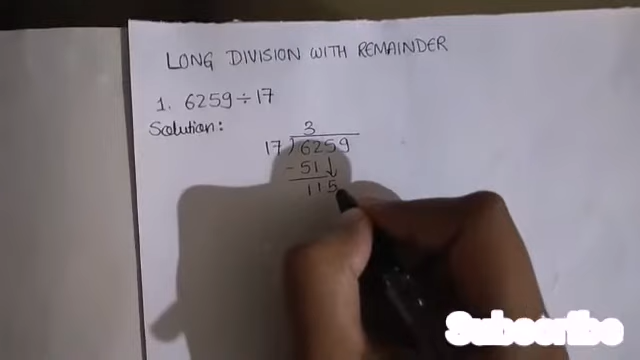 LONG DIVISION WITH REMAINDER
1. 6259 ÷ 17
Solution:
3
17 ) 6259
- 51 ↓
115
Subscribe